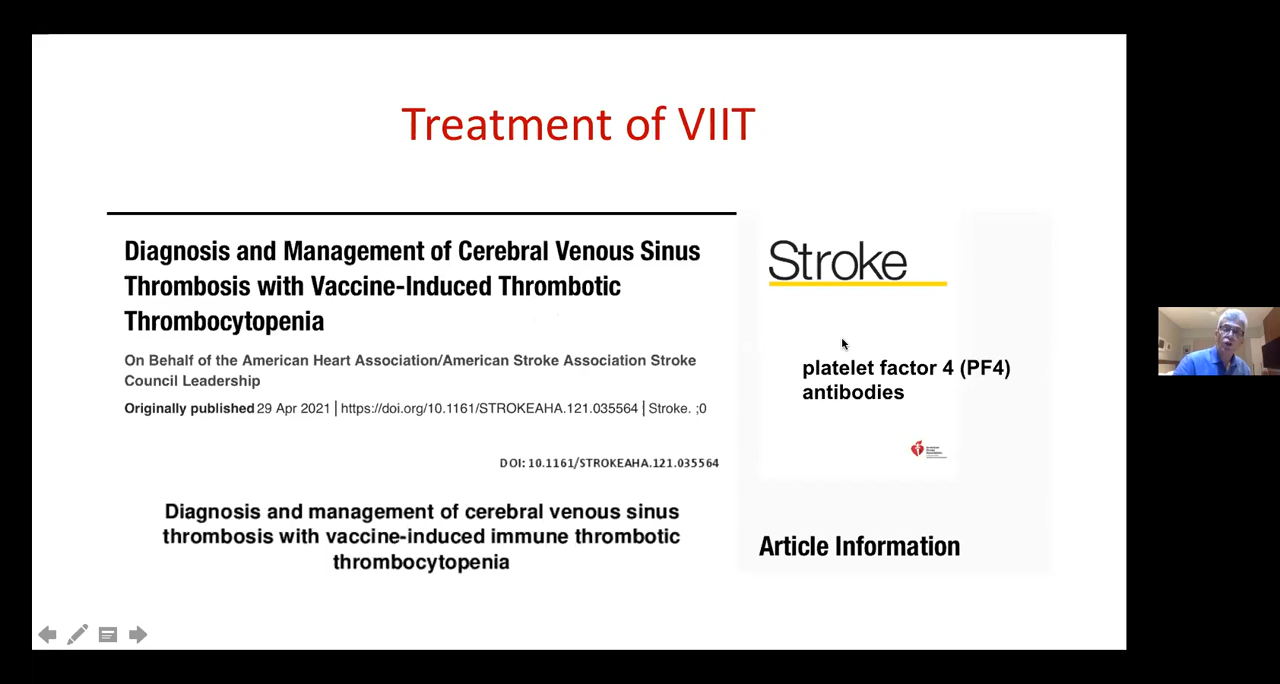 Treatment of VIIT
Diagnosis and Management of Cerebral Venous Sinus
Thrombosis with Vaccine-Induced Thrombotic
Thrombocytopenia
On Behalf of the American Heart Association/American Stroke Association Stroke
Council Leadership
Originally published 29 Apr 2021 | https://doi.org/10.1161/STROKEAHA.121.035564 | Stroke. ;0
DOI: 10.1161/STROKEAHA.121.035564
Diagnosis and management of cerebral venous sinus
thrombosis with vaccine-induced immune thrombotic
thrombocytopenia
Stroke
platelet factor 4 (PF4)
antibodies
Article Information